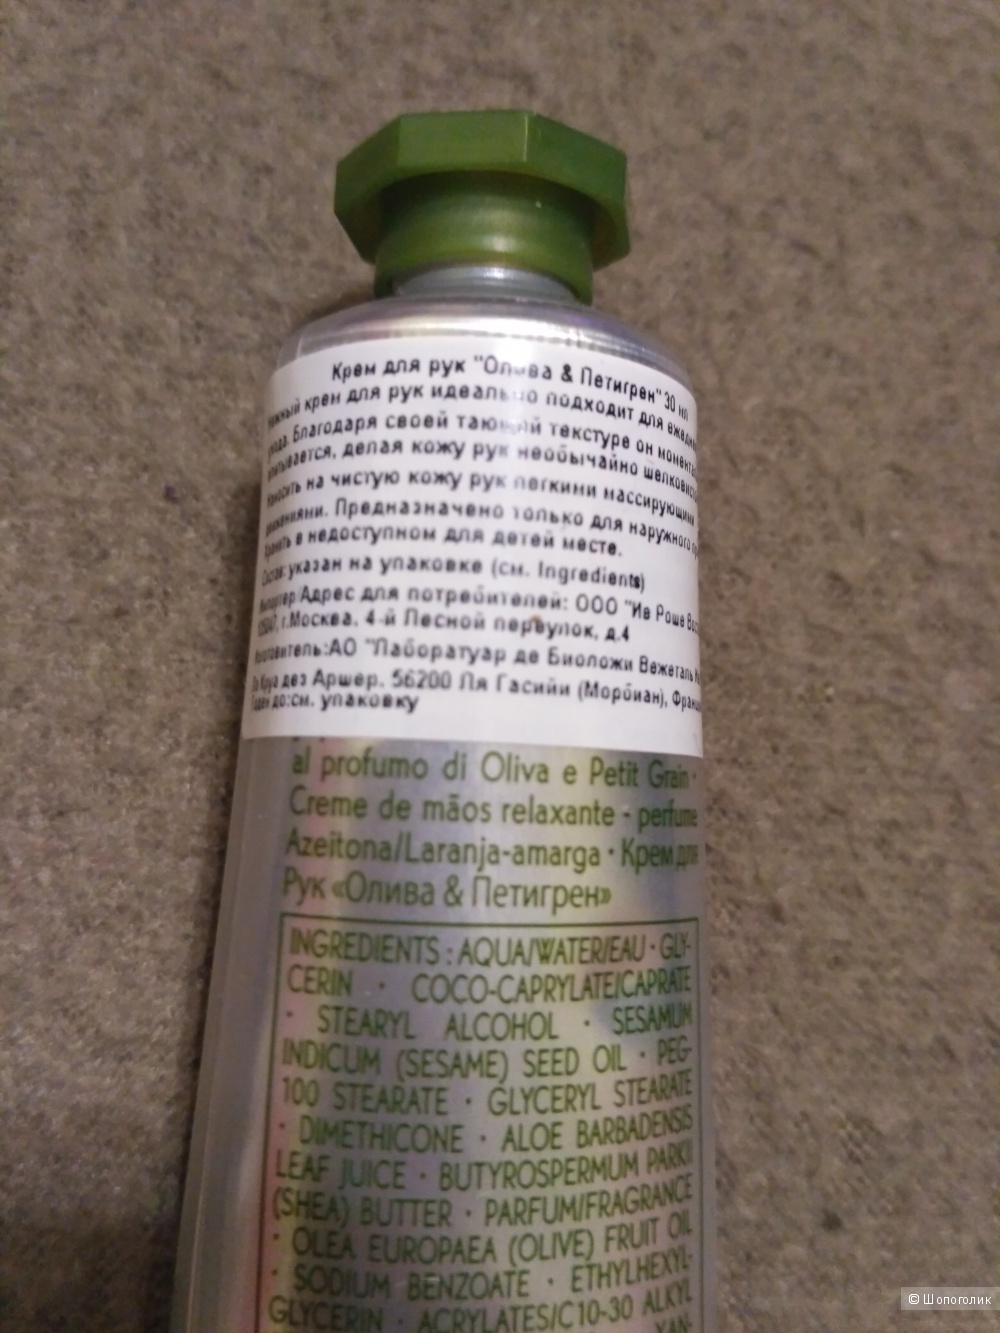 Крем для рук "Олива & Петигрен" 30 мл
Нежный крем для рук идеально подходит для
ухода. Благодаря своей тающей текстуре он
впитывается, делая кожу рук необычайно
Наносить на чистую кожу рук легкими массирующими
движениями. Предназначено только для наружного
Хранить в недоступном для детей месте.
Состав: указан на упаковке (см. Ingredients)
Импортер/Адрес для потребителей: ООО "Ив Роше
г.Москва, 4-й Лесной переулок, д.4
Изготовитель:АО "Лаборатуар де Биоложи Вежеталь
Ла Круа дез Аршер, 56200 Ля Гасийи (Морбиан),
Годен до:см. упаковку
al profumo di Oliva e Petit Grain ·
Creme de mãos relaxante - perfume
Azeitona/Laranja-amarga · Крем для
Рук «Олива & Петигрен»
INGREDIENTS : AQUA/WATER/EAU · GLY-
CERIN · COCO-CAPRYLATE/CAPRATE
· STEARYL ALCOHOL · SESAMUM
INDICUM (SESAME) SEED OIL · PEG-
100 STEARATE · GLYCERYL STEARATE
· DIMETHICONE · ALOE BARBADENSIS
LEAF JUICE · BUTYROSPERMUM PARKII
(SHEA) BUTTER · PARFUM/FRAGRANCE
· OLEA EUROPAEA (OLIVE) FRUIT OIL
· SODIUM BENZOATE · ETHYLHEXYL-
GLYCERIN · ACRYLATES/C10-30 ALKYL
XAN-
© Шопоголик